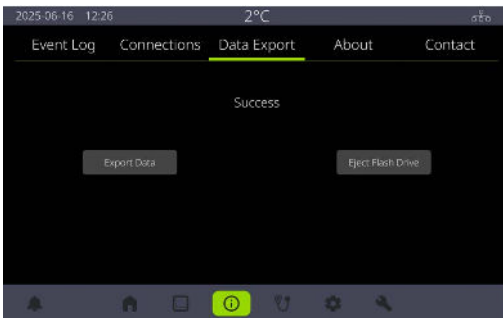 2025-06-16 12:26 2°C
Event Log Connections Data Export About Contact
Success
Export Data Eject Flash Drive